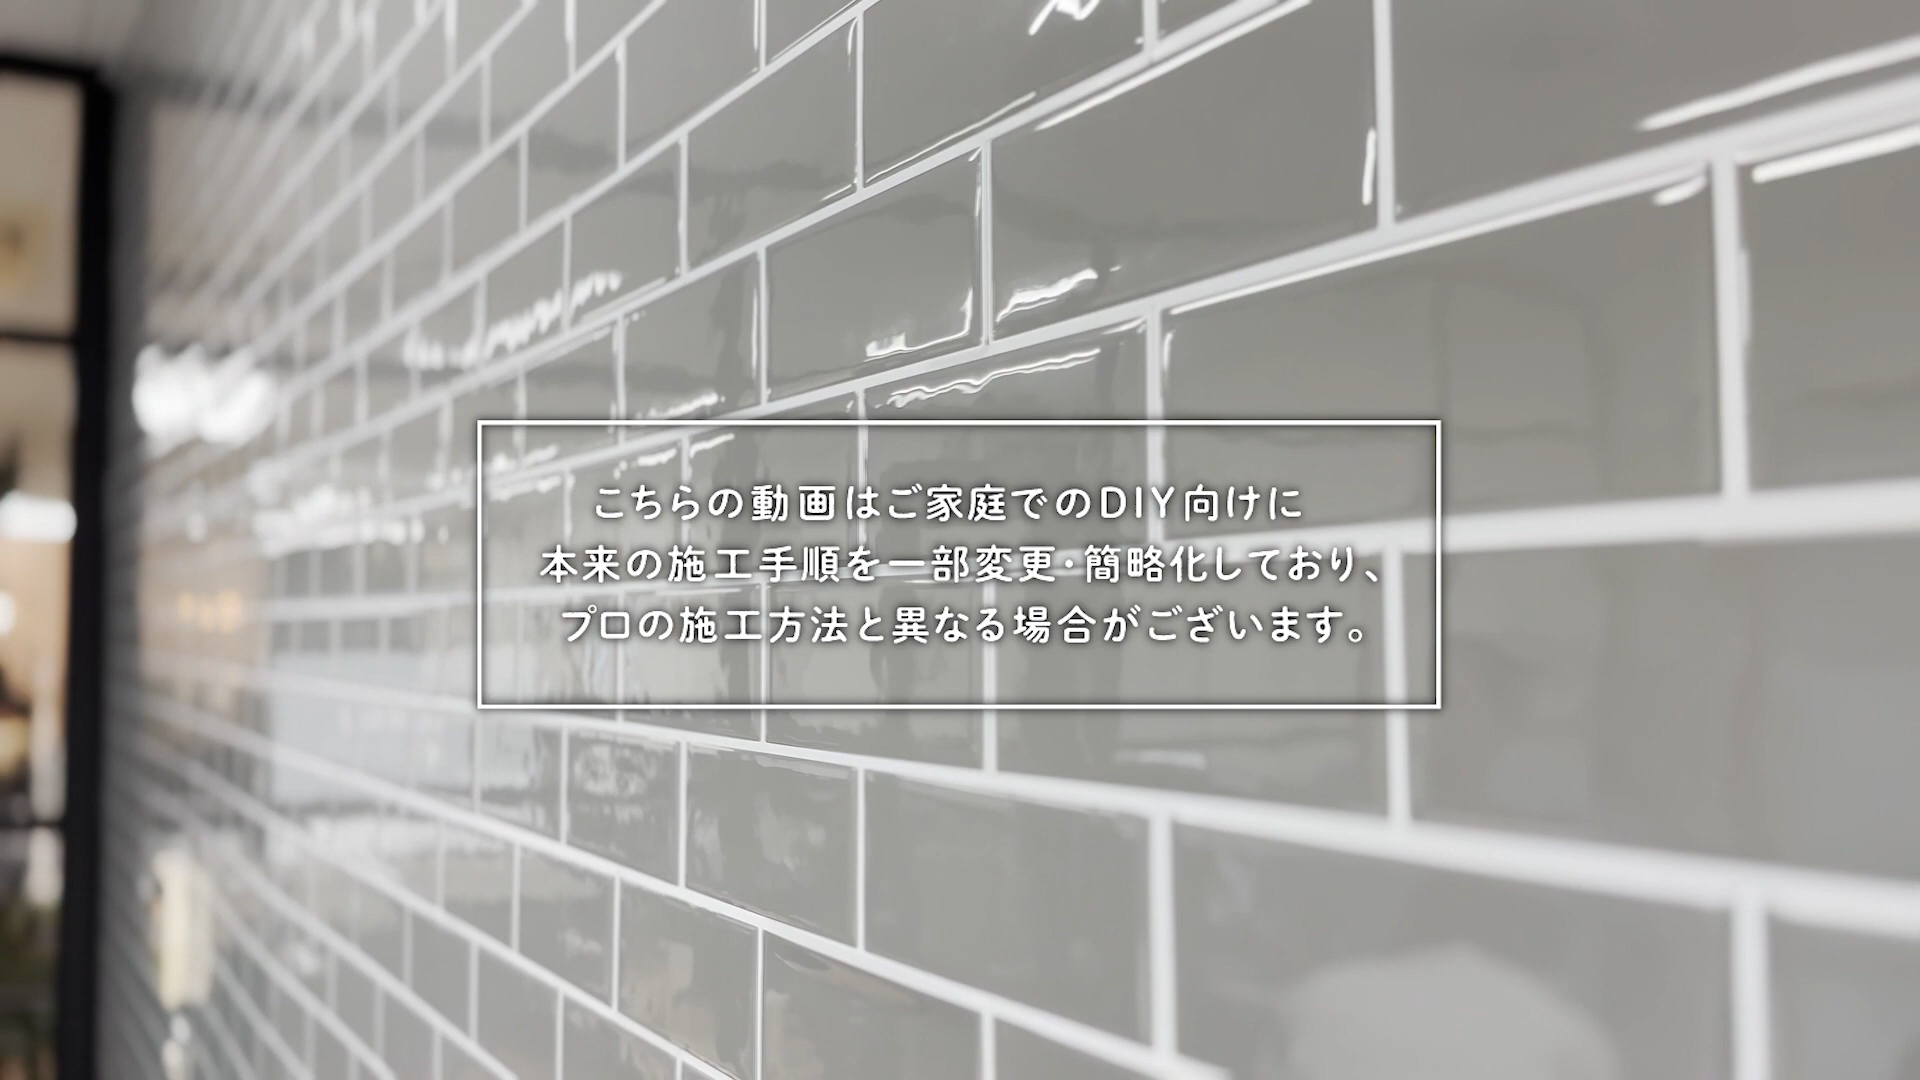 こちらの動画はご家庭でのDIY向けに
本来の施工手順を一部変更・簡略化しており、
プロの施工方法と異なる場合がございます。